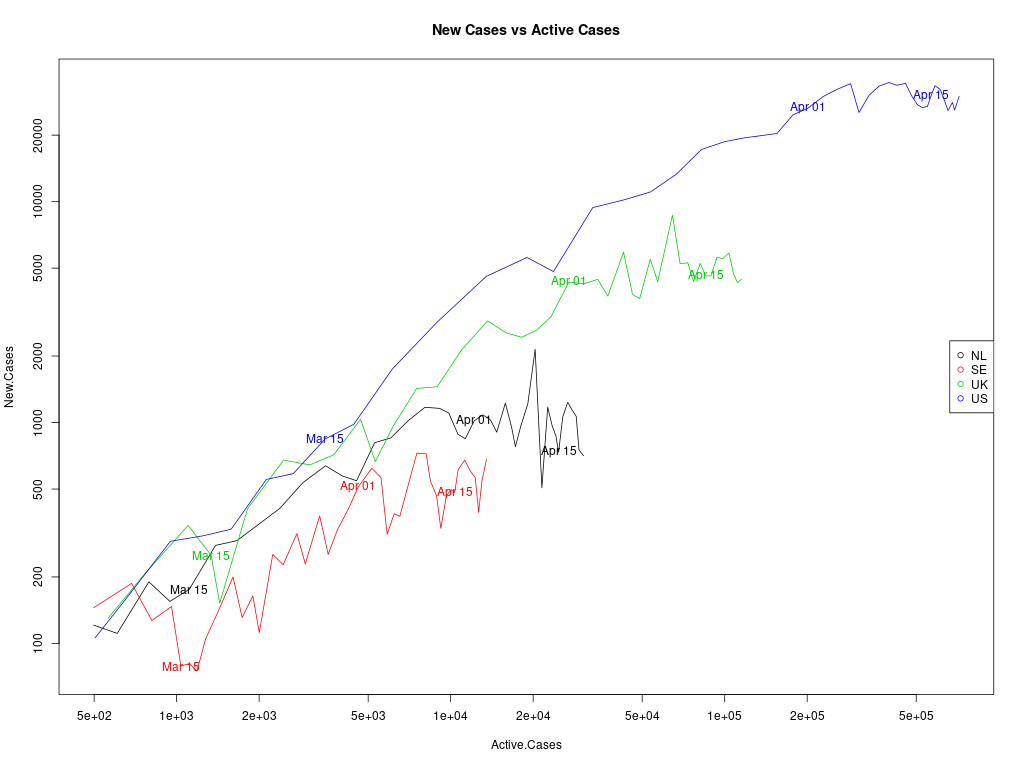 New Cases vs Active Cases
New.Cases
20000
10000
5000
2000
1000
500
200
100
Apr 01
Apr 15
Apr 01
Apr 15
Mar 15
Apr 01
Apr 15
Apr 01
Apr 15
Mar 15
Mar 15
Mar 15
NL
SE
UK
US
5e+02 1e+03 2e+03 5e+03 1e+04 2e+04 5e+04 1e+05 2e+05 5e+05
Active.Cases